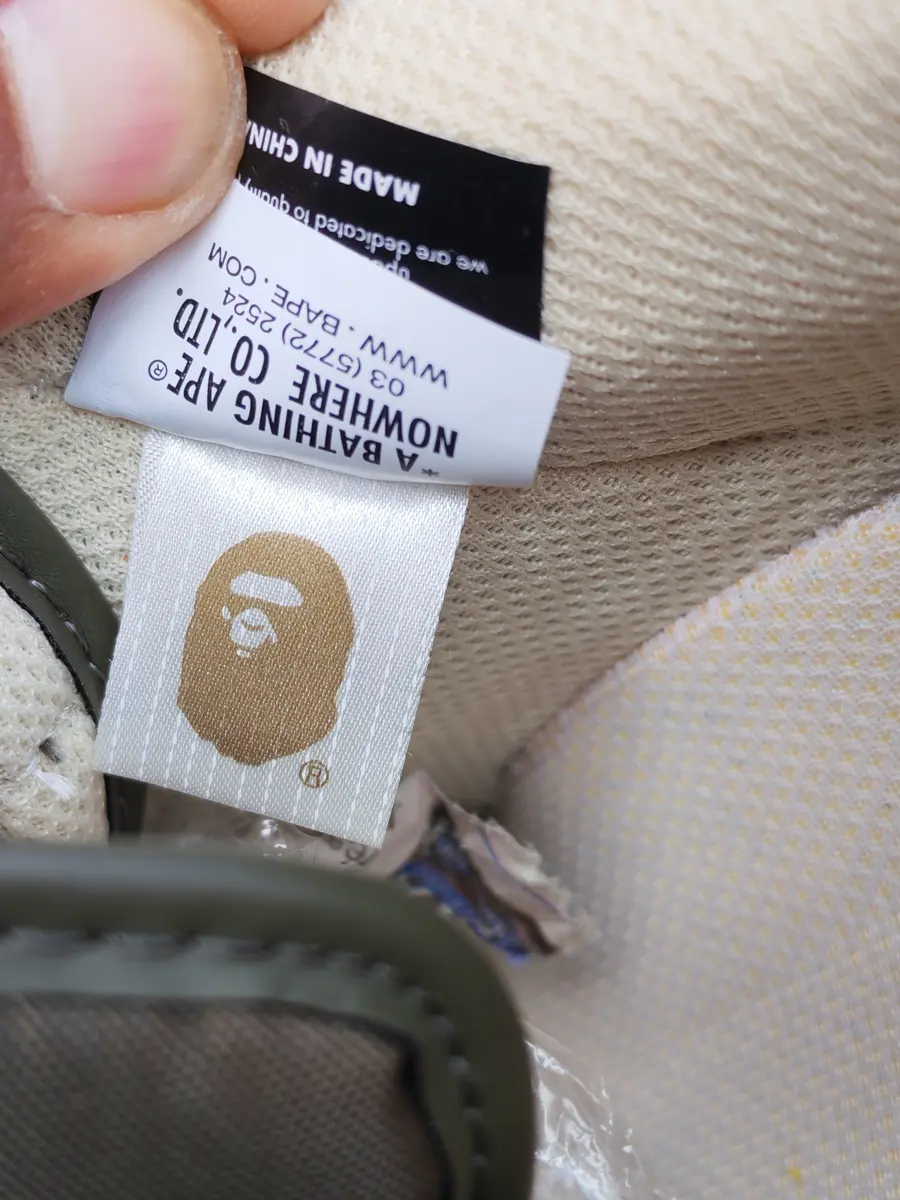 *A BATHING APE®
NOWHERE CO.,LTD.
03 (5772) 2524
WWW . BAPE . COM
we are dedicated to quality
MADE IN CHINA
®